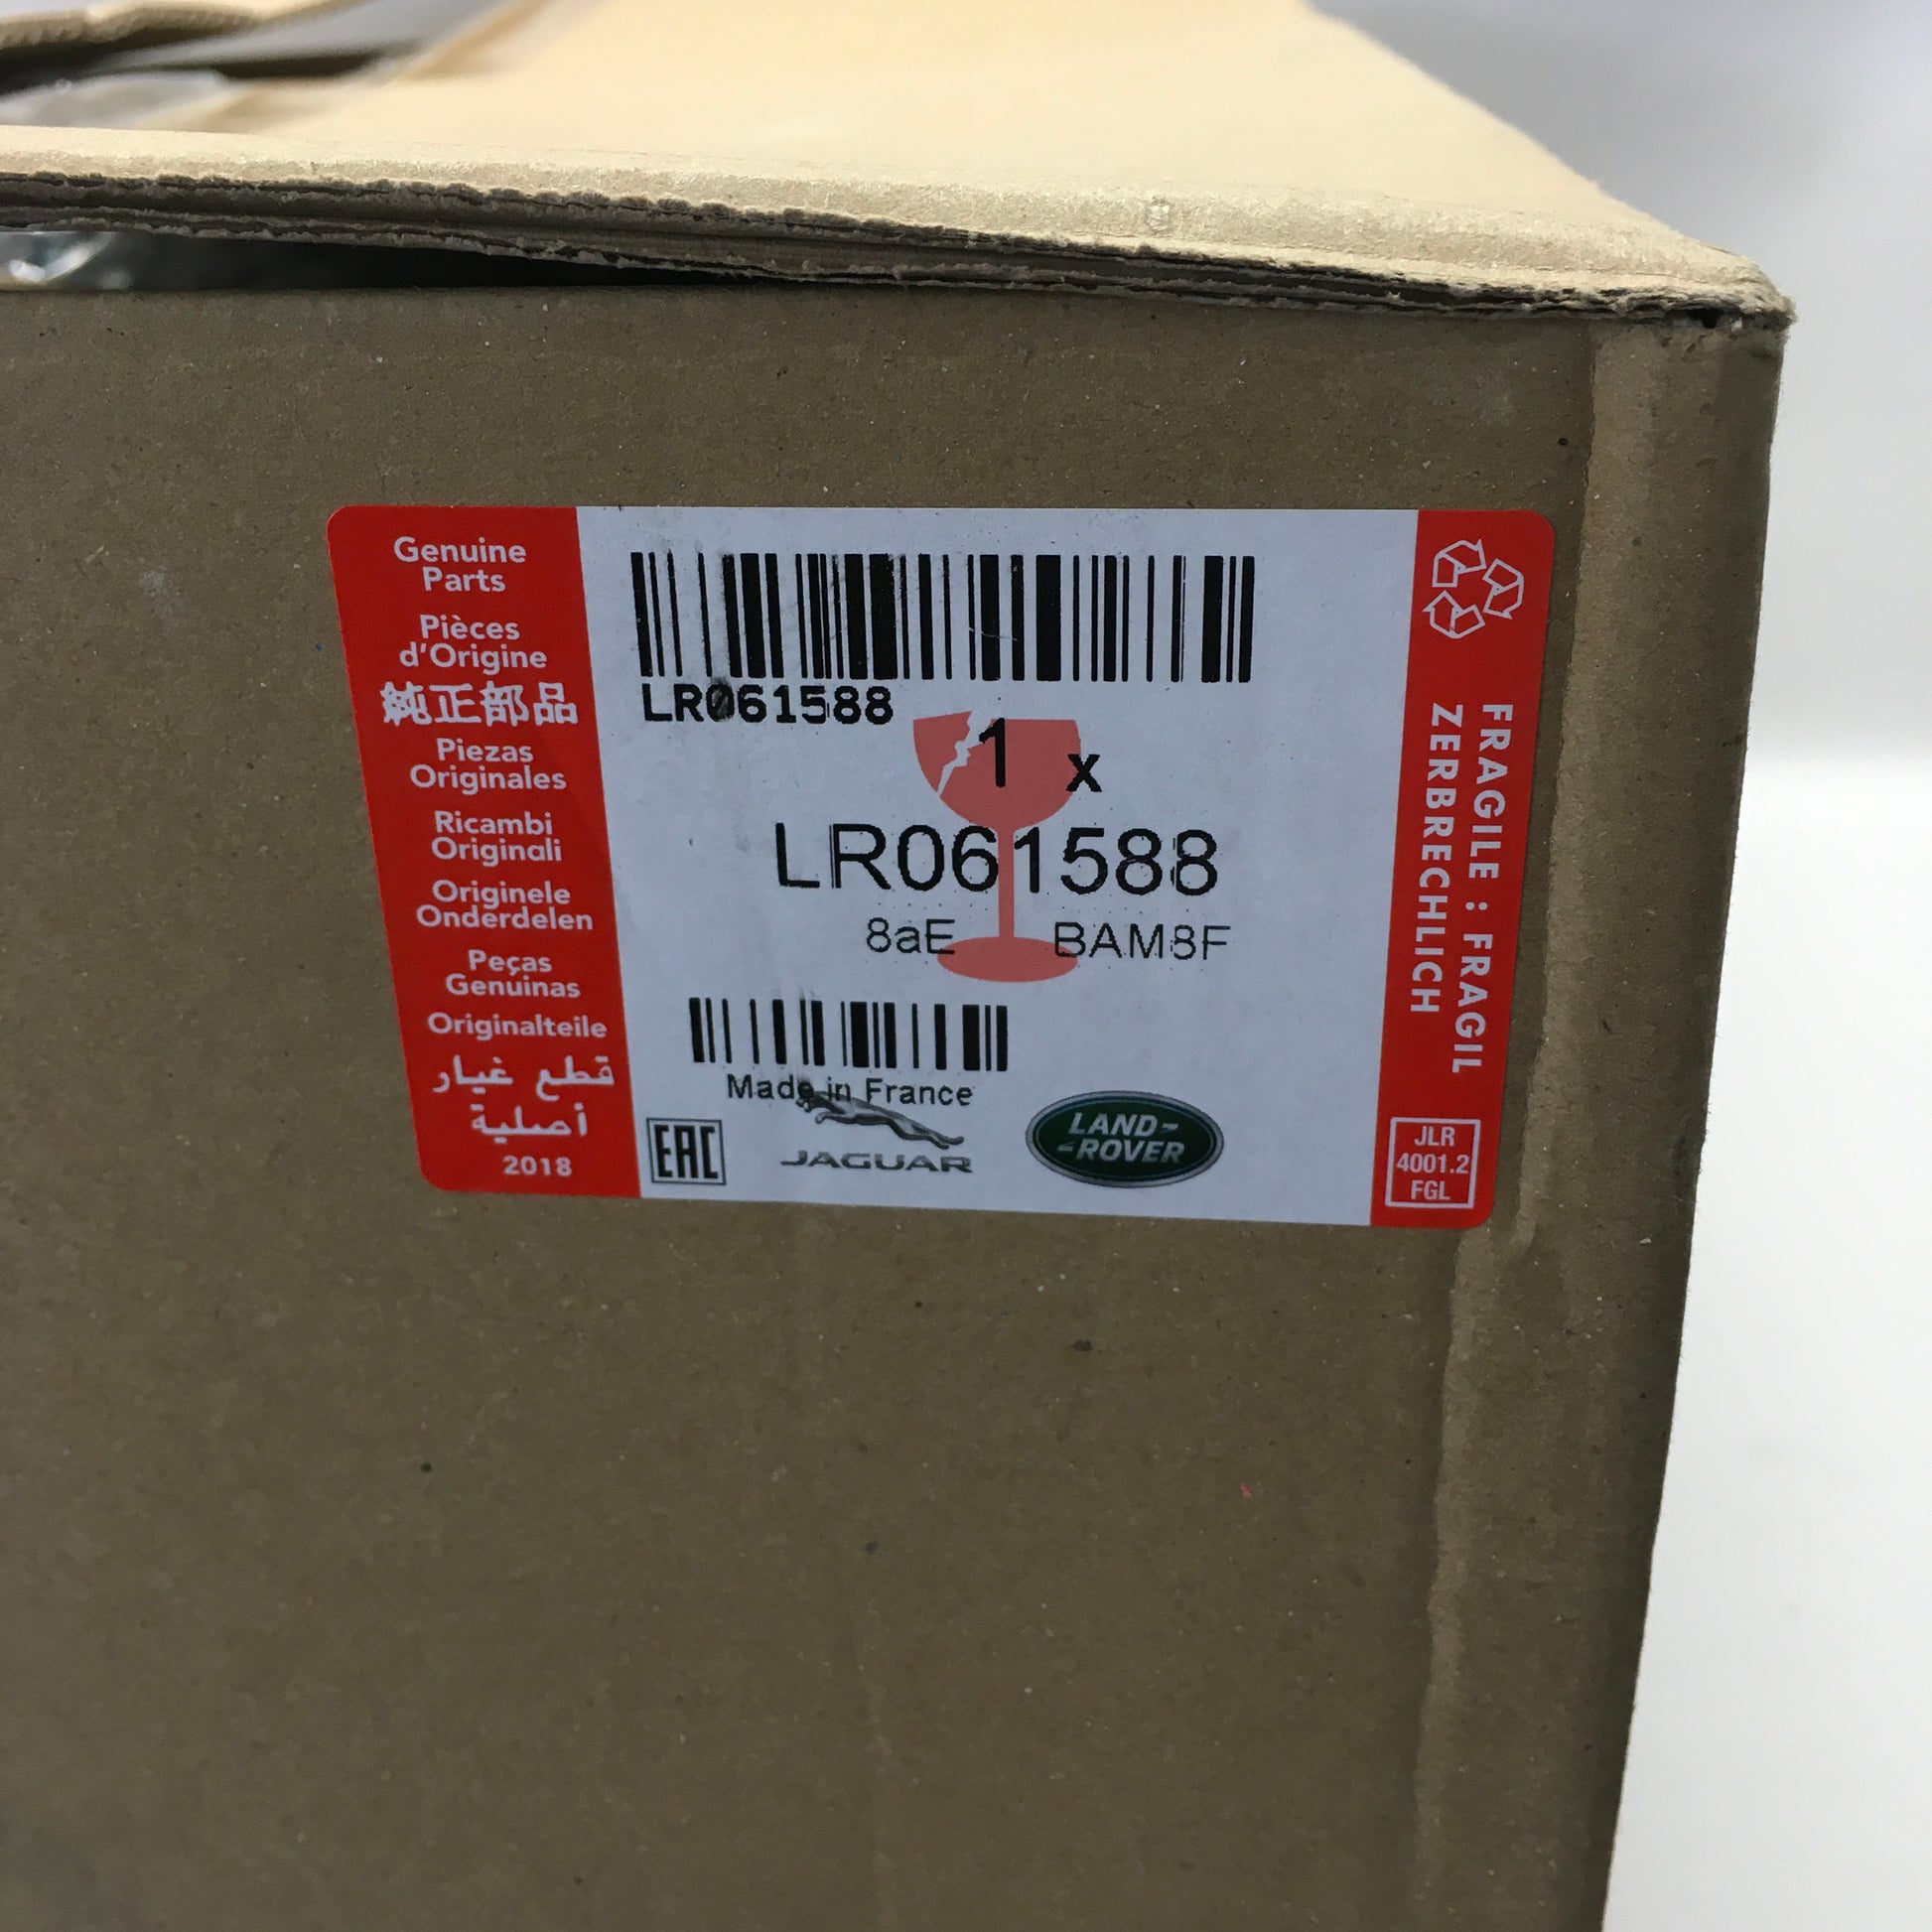 Genuine
Parts
Pièces
d'Origine
純正部品
Piezas
Originales
Ricambi
Originali
Originele
Onderdelen
Peças
Genuinas
Originalteile
قطع غيار
أصلية
2018
LR061588
1 x
LR061588
8aE BAM8F
Made in France
EAC
JAGUAR
LAND-
-ROVER
FRAGILE : FRAGIL
ZERBRECHLICH
JLR
4001.2
FGL